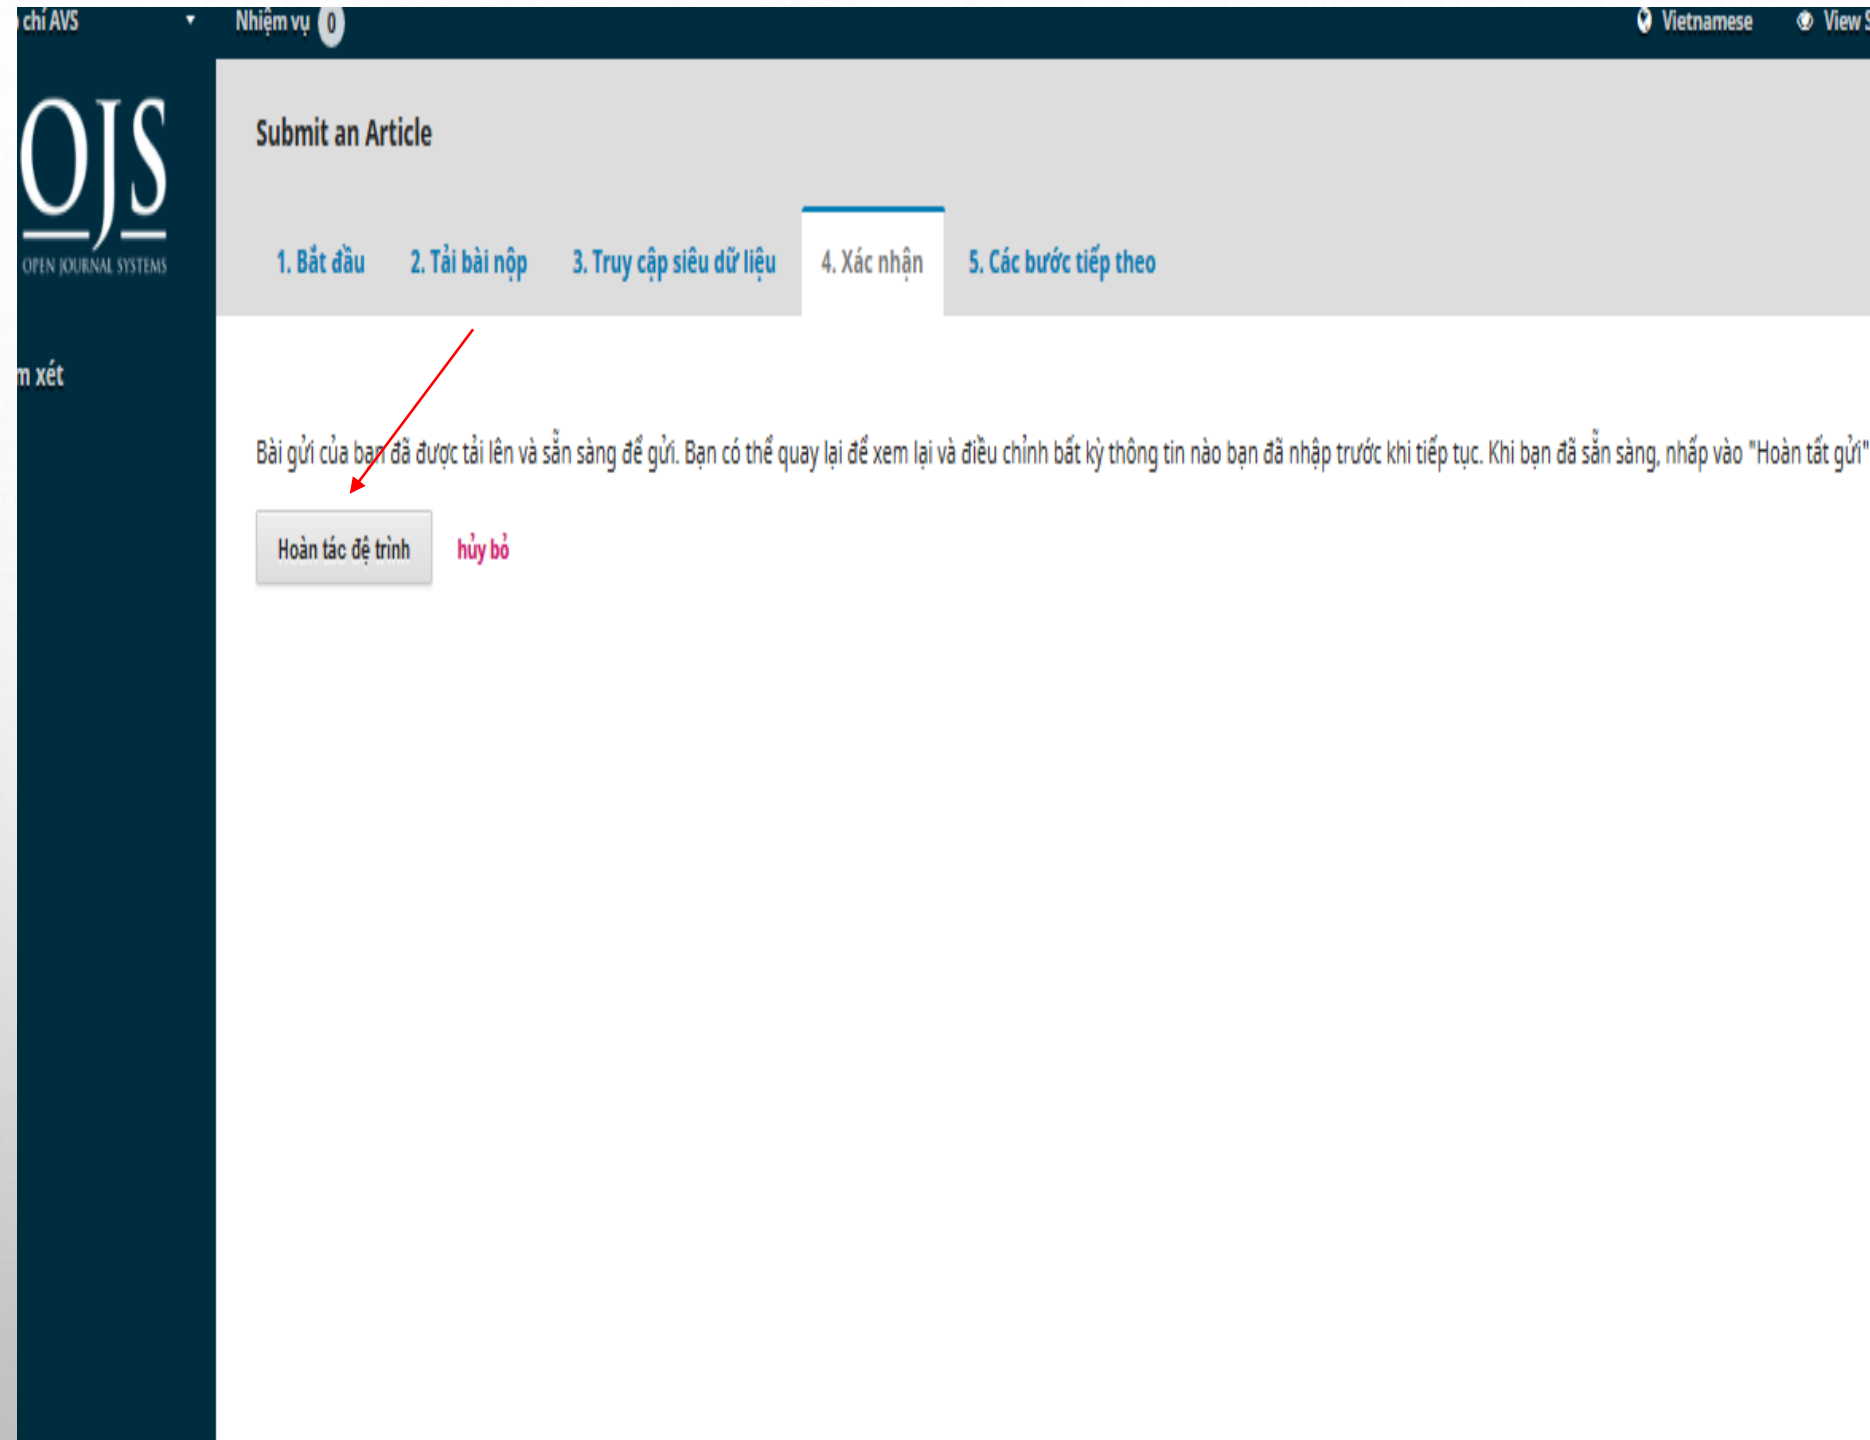 chí AVS
Nhiệm vụ 0
Vietnamese
View S
OJS
OPEN JOURNAL SYSTEMS
Submit an Article
1. Bắt đầu
2. Tải bài nộp
3. Truy cập siêu dữ liệu
4. Xác nhận
5. Các bước tiếp theo
m xét
Bài gửi của bạn đã được tải lên và sẵn sàng để gửi. Bạn có thể quay lại để xem lại và điều chỉnh bất kỳ thông tin nào bạn đã nhập trước khi tiếp tục. Khi bạn đã sẵn sàng, nhấp vào "Hoàn tất gửi"
Hoàn tác đệ trình
hủy bỏ